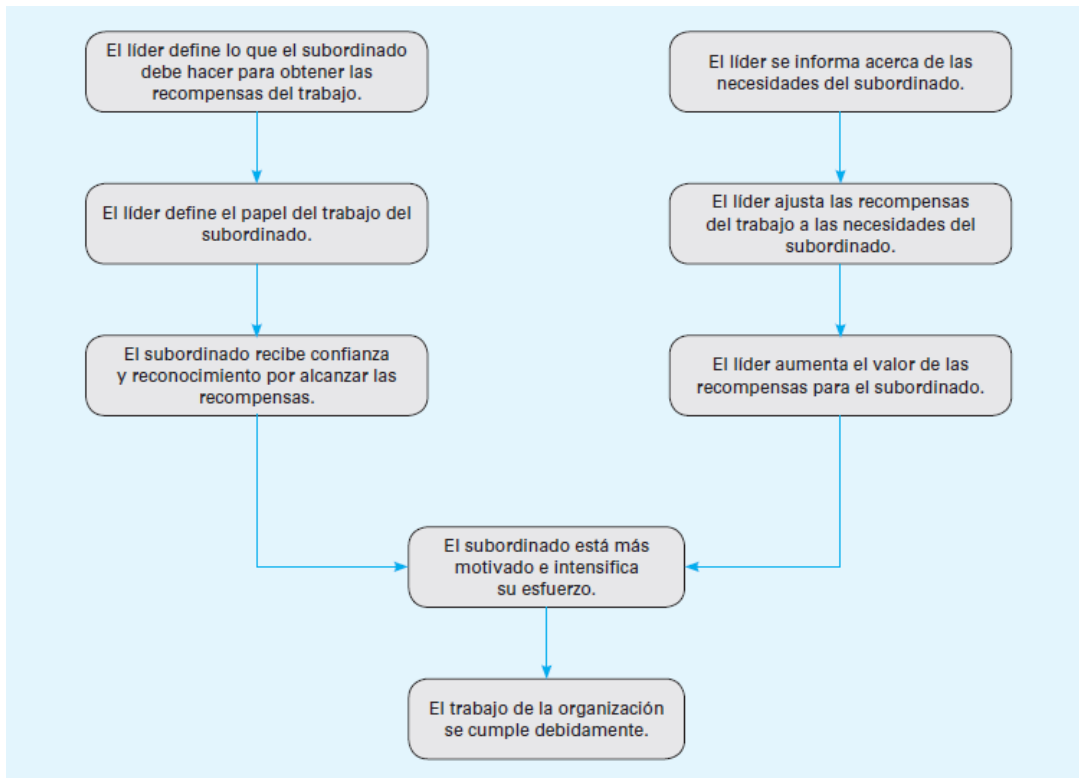 El líder define lo que el subordinado
debe hacer para obtener las
recompensas del trabajo.
El líder define el papel del trabajo del
subordinado.
El subordinado recibe confianza
y reconocimiento por alcanzar las
recompensas.
El líder se informa acerca de las
necesidades del subordinado.
El líder ajusta las recompensas
del trabajo a las necesidades del
subordinado.
El líder aumenta el valor de las
recompensas para el subordinado.
El subordinado está más
motivado e intensifica
su esfuerzo.
El trabajo de la organización
se cumple debidamente.